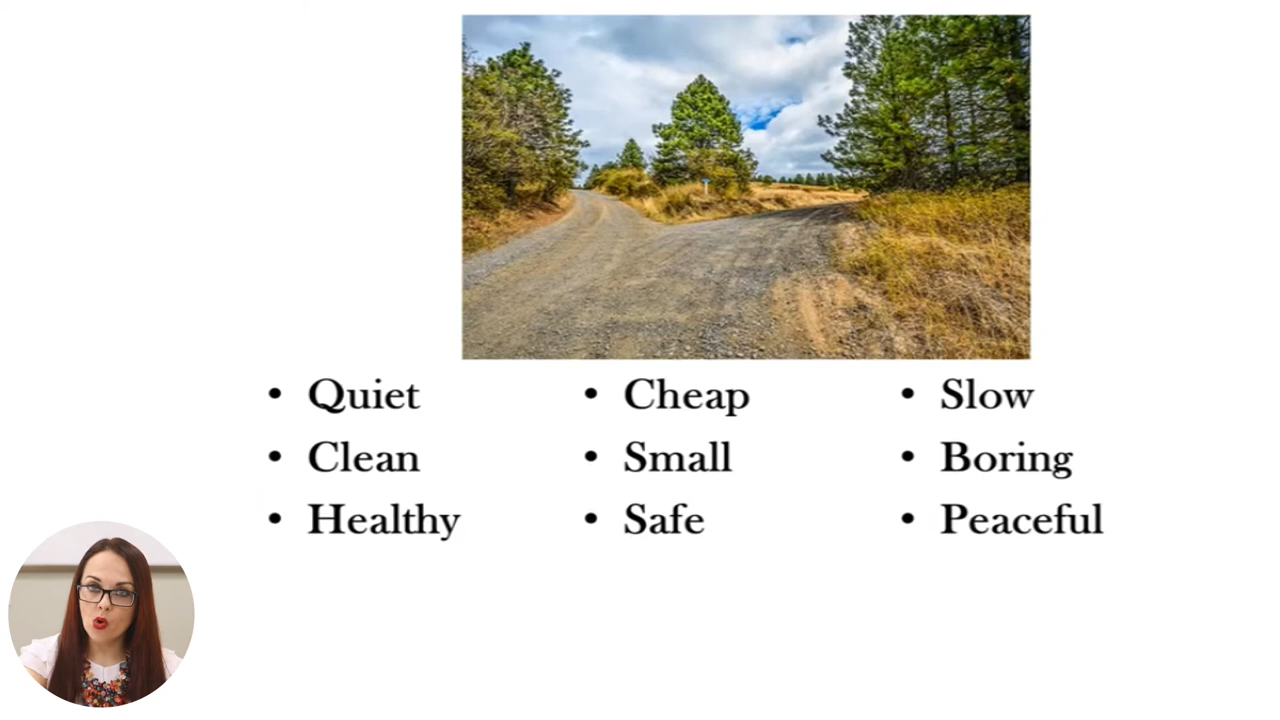 • Quiet
• Clean
• Healthy
• Cheap
• Small
• Safe
• Slow
• Boring
• Peaceful